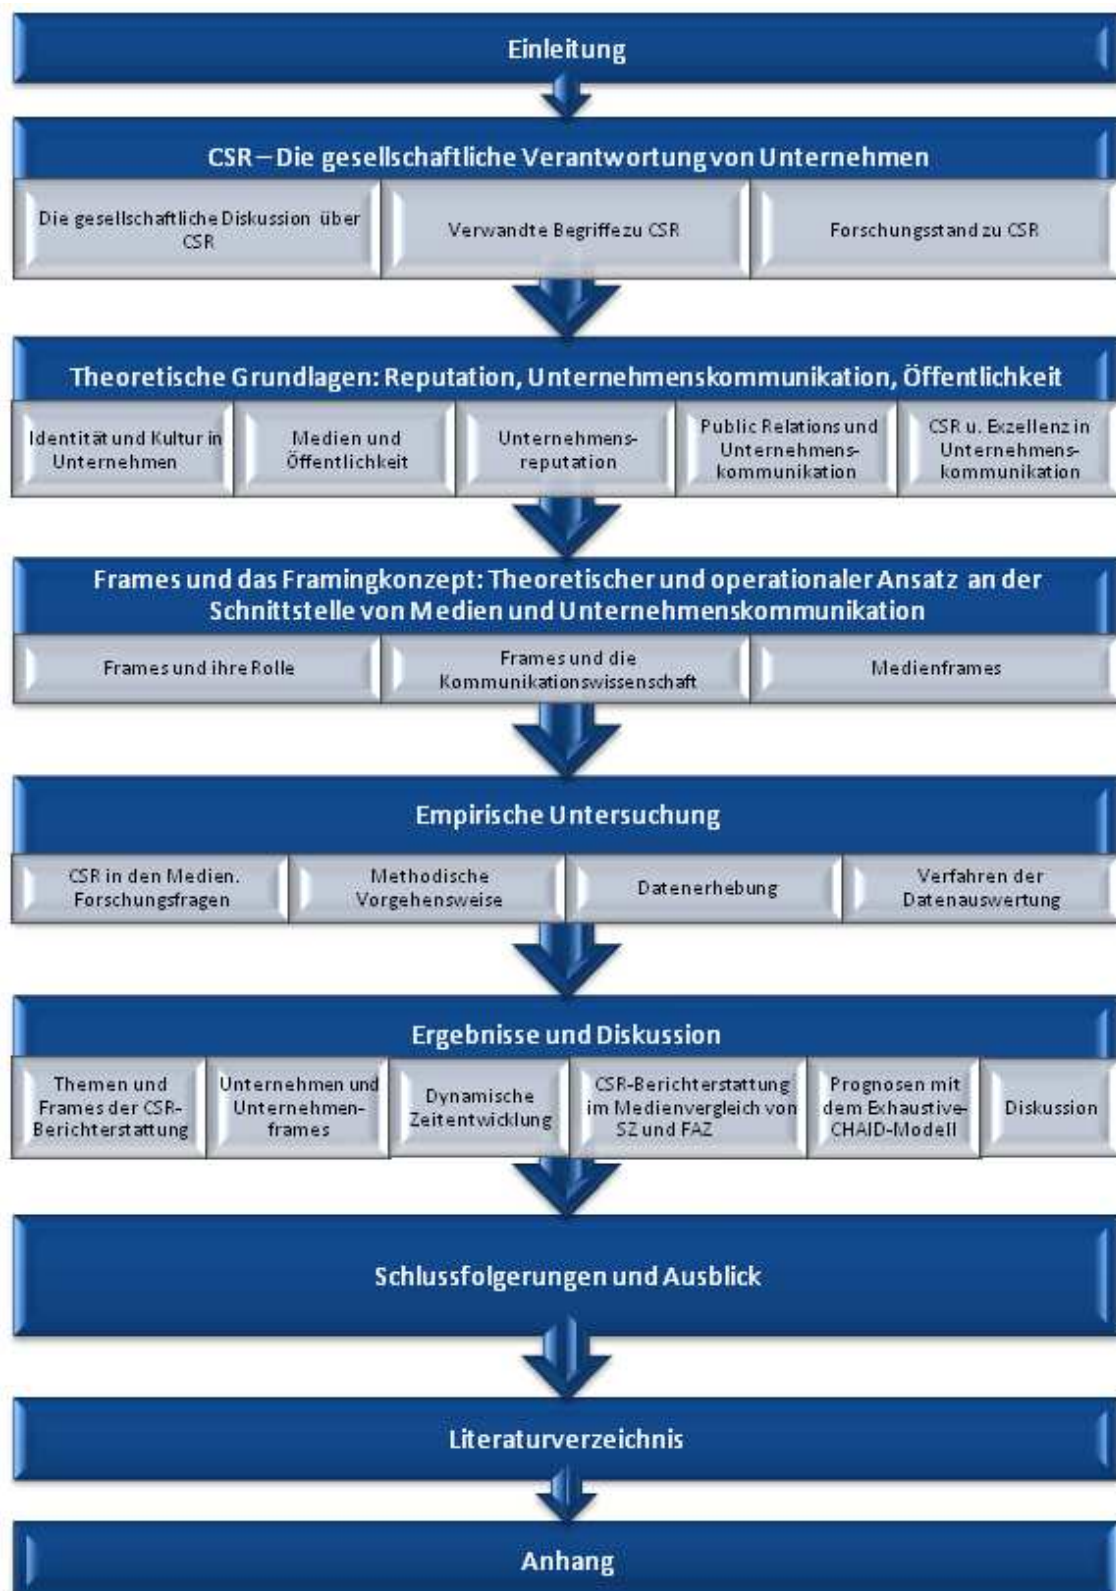 Einleitung
CSR – Die gesellschaftliche Verantwortung von Unternehmen
Die gesellschaftliche Diskussion über
CSR
Verwandte Begriffe zu CSR
Forschungsstand zu CSR
Theoretische Grundlagen: Reputation, Unternehmenskommunikation, Öffentlichkeit
Identität und Kultur in
Unternehmen
Medien und
Öffentlichkeit
Unternehmens-
reputation
Public Relations und
Unternehmens-
kommunikation
CSR u. Exzellenz in
Unternehmens-
kommunikation
Frames und das Framingkonzept: Theoretischer und operationaler Ansatz an der
Schnittstelle von Medien und Unternehmenskommunikation
Frames und ihre Rolle
Frames und die
Kommunikationswissenschaft
Medienframes
Empirische Untersuchung
CSR in den Medien.
Forschungsfragen
Methodische
Vorgehensweise
Datenerhebung
Verfahren der
Datenauswertung
Ergebnisse und Diskussion
Themen und
Frames der CSR-
Berichterstattung
Unternehmen und
Unternehmen-
frames
Dynamische
Zeitentwicklung
CSR-Berichterstattung
im Medienvergleich von
SZ und FAZ
Prognosen mit
dem Exhaustive-
CHAID-Modell
Diskussion
Schlussfolgerungen und Ausblick
Literaturverzeichnis
Anhang